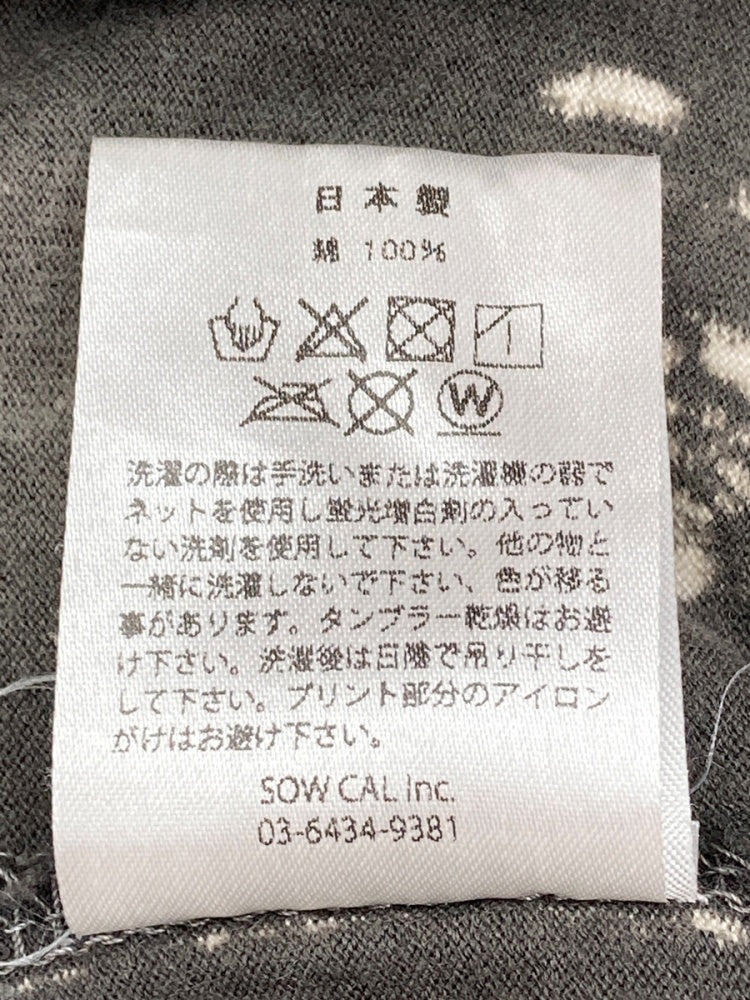 日本製
綿 100%
W
洗濯の際は手洗いまたは洗濯機の弱で
ネットを使用し蛍光増白剤の入ってい
ない洗剤を使用して下さい。他の物と
一緒に洗濯しないで下さい、色が移る
事があります。タンブラー乾燥はお避
け下さい。洗濯後は日陰で吊り干しを
して下さい。プリント部分のアイロン
がけはお避け下さい。
SOW CAL Inc.
03-6434-9381